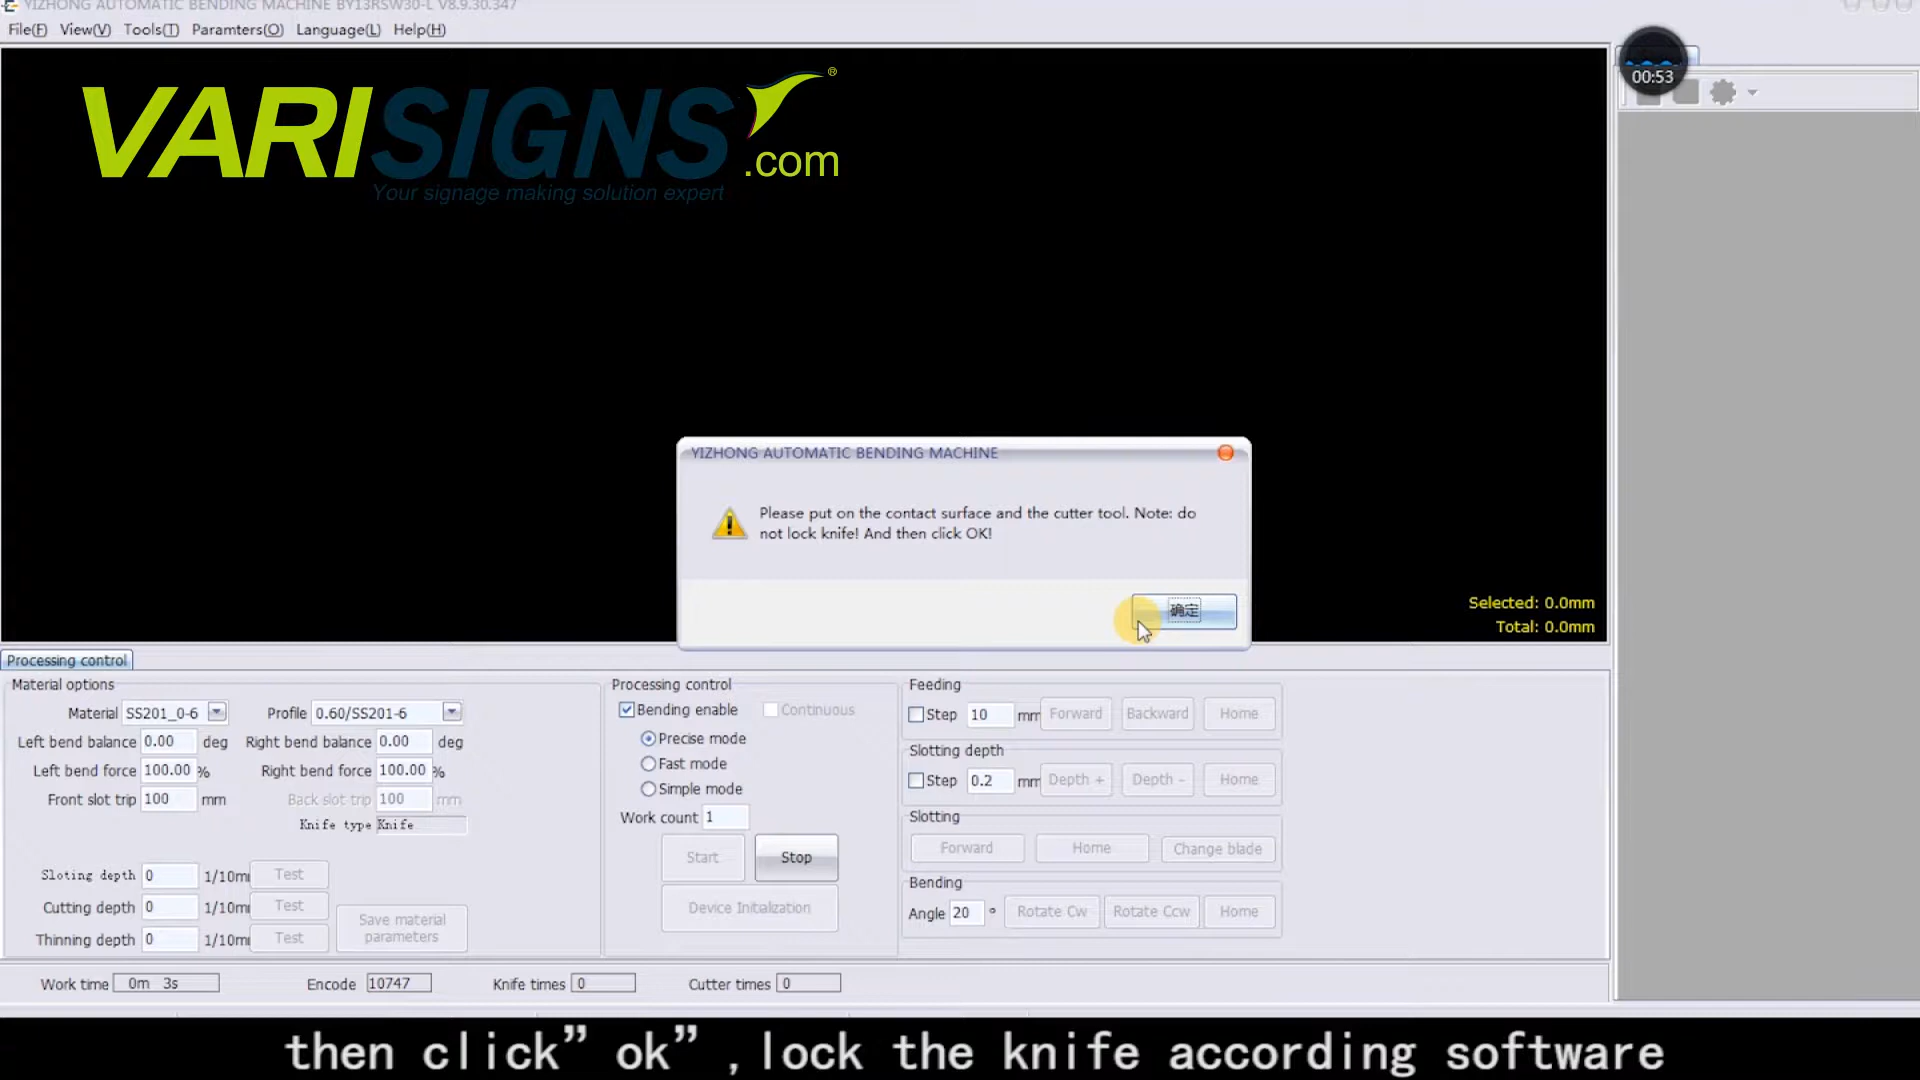 YIZHONG AUTOMATIC BENDING MACHINE BY13RSW30-L V8.9.30.347
File(F) View(V) Tools(T) Paramters(O) Language(L) Help(H)
00:53
VARISIGNS®
.com
Your signage making solution expert
YIZHONG AUTOMATIC BENDING MACHINE
Please put on the contact surface and the cutter tool. Note: do
not lock knife! And then click OK!
确定
Selected: 0.0mm
Total: 0.0mm
Processing control
Material options
Material SS201_0-6 Profile 0.60/SS201-6
Left bend balance 0.00 deg Right bend balance 0.00 deg
Left bend force 100.00 % Right bend force 100.00 %
Front slot trip 100 mm Back slot trip 100 mm
Knife type Knife
Sloting depth 0 1/10m Test
Cutting depth 0 1/10m Test
Thinning depth 0 1/10m Test
Save material
parameters
Processing control
Bending enable Continuous
Precise mode
Fast mode
Simple mode
Work count 1
Start Stop
Device Initialization
Feeding
Step 10 mm Forward Backward Home
Slotting depth
Step 0.2 mm Depth + Depth - Home
Slotting
Forward Home Change blade
Bending
Angle 20 ° Rotate Cw Rotate Ccw Home
Work time 0m 3s Encode 10747 Knife times 0 Cutter times 0
then click”ok”,lock the knife according software